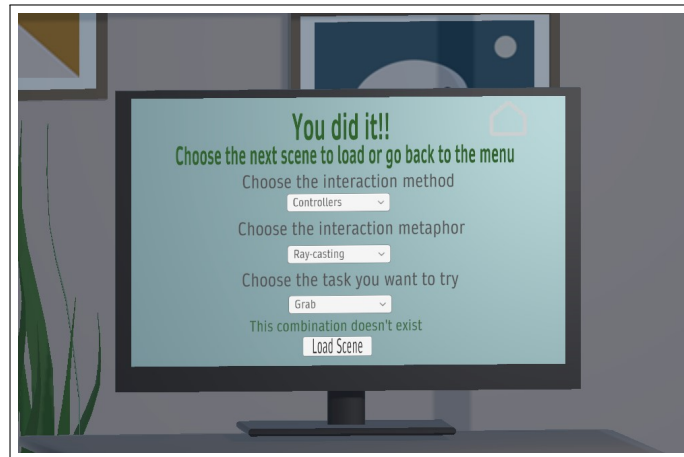 You did it!!
Choose the next scene to load or go back to the menu
Choose the interaction method
Controllers
Choose the interaction metaphor
Ray-casting
Choose the task you want to try
Grab
This combination doesn't exist
Load Scene